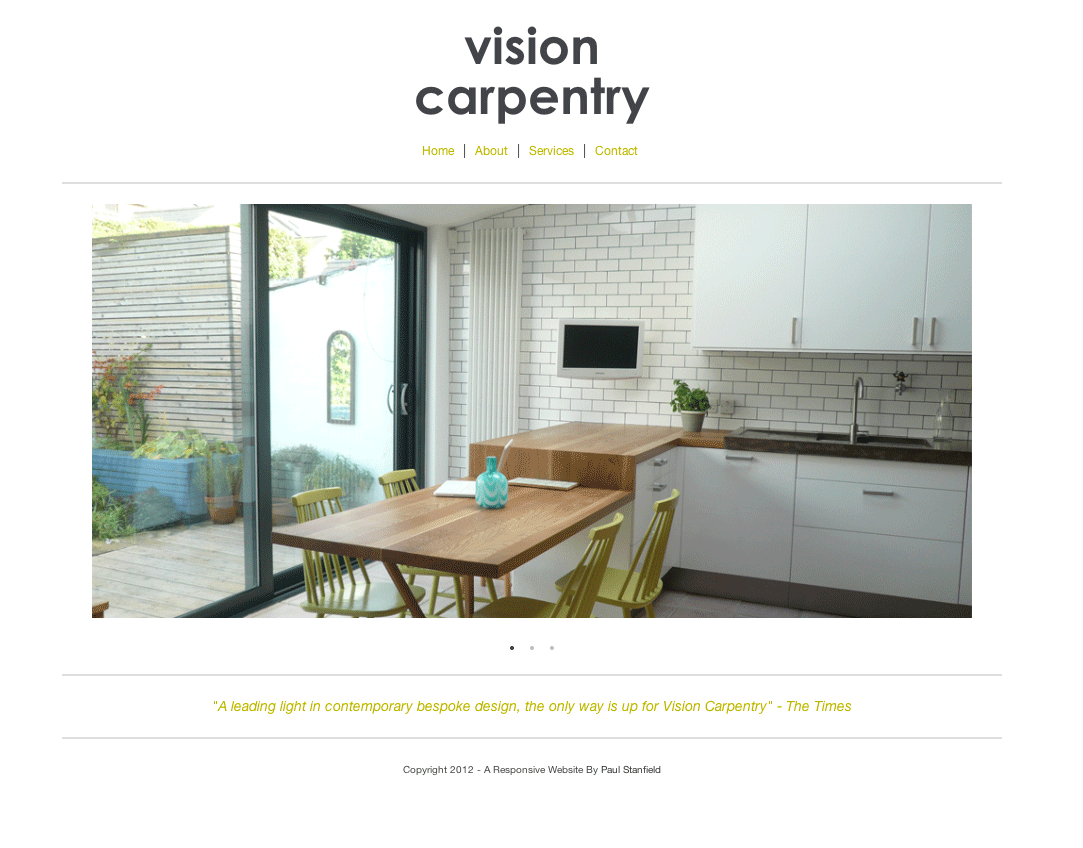 vision
carpentry
Home | About | Services | Contact
"A leading light in contemporary bespoke design, the only way is up for Vision Carpentry" - The Times
Copyright 2012 - A Responsive Website By Paul Stanfield